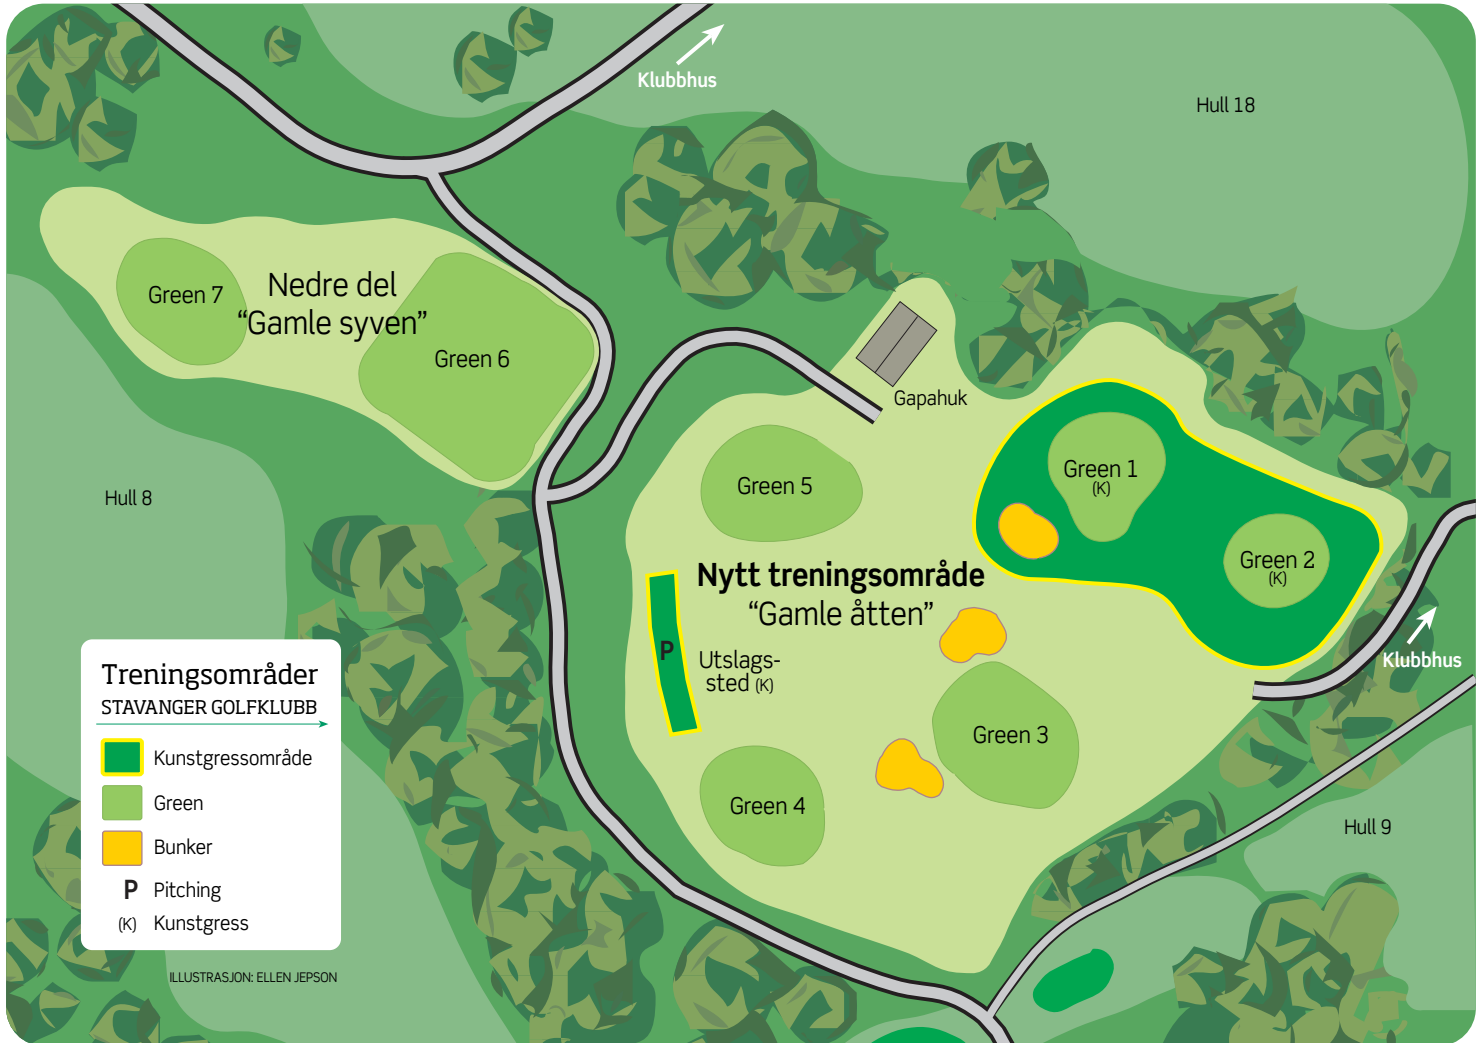 Klubbhus
Hull 18
Green 7
Nedre del
“Gamle syven”
Green 6
Gapahuk
Green 1
(K)
Green 5
Hull 8
Green 2
(K)
Nytt treningsområde
“Gamle åtten”
P
Utslags-
sted (K)
Klubbhus
Green 3
Green 4
Hull 9
Treningsområder
STAVANGER GOLFKLUBB
Kunstgressområde
Green
Bunker
P Pitching
(K) Kunstgress
ILLUSTRASJON: ELLEN JEPSON